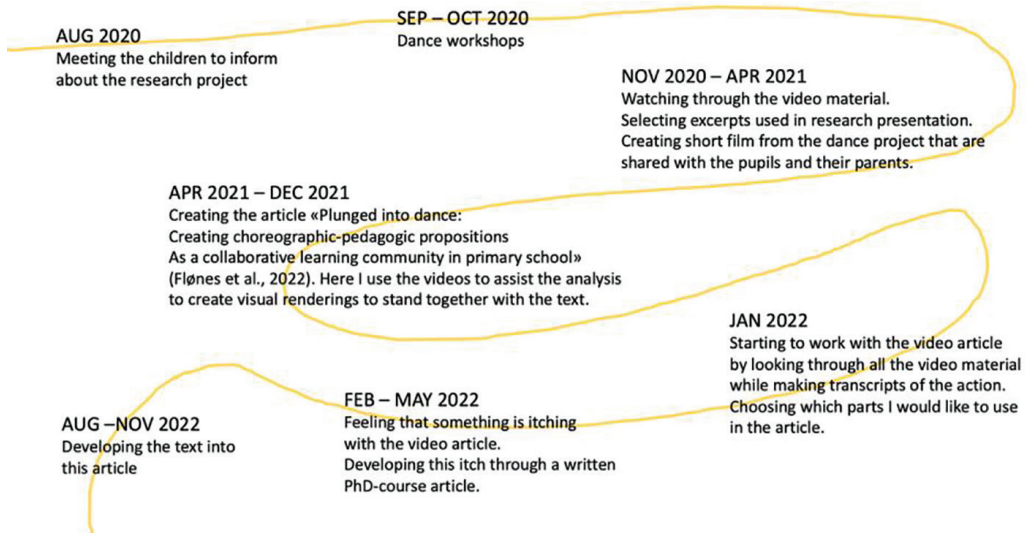 AUG 2020
Meeting the children to inform
about the research project
SEP – OCT 2020
Dance workshops
NOV 2020 – APR 2021
Watching through the video material.
Selecting excerpts used in research presentation.
Creating short film from the dance project that are
shared with the pupils and their parents.
APR 2021 – DEC 2021
Creating the article «Plunged into dance:
Creating choreographic-pedagogic propositions
As a collaborative learning community in primary school»
(Flønes et al., 2022). Here I use the videos to assist the analysis
to create visual renderings to stand together with the text.
JAN 2022
Starting to work with the video article
by looking through all the video material
while making transcripts of the action.
Choosing which parts I would like to use
in the article.
FEB – MAY 2022
Feeling that something is itching
with the video article.
Developing this itch through a written
PhD-course article.
AUG –NOV 2022
Developing the text into
this article